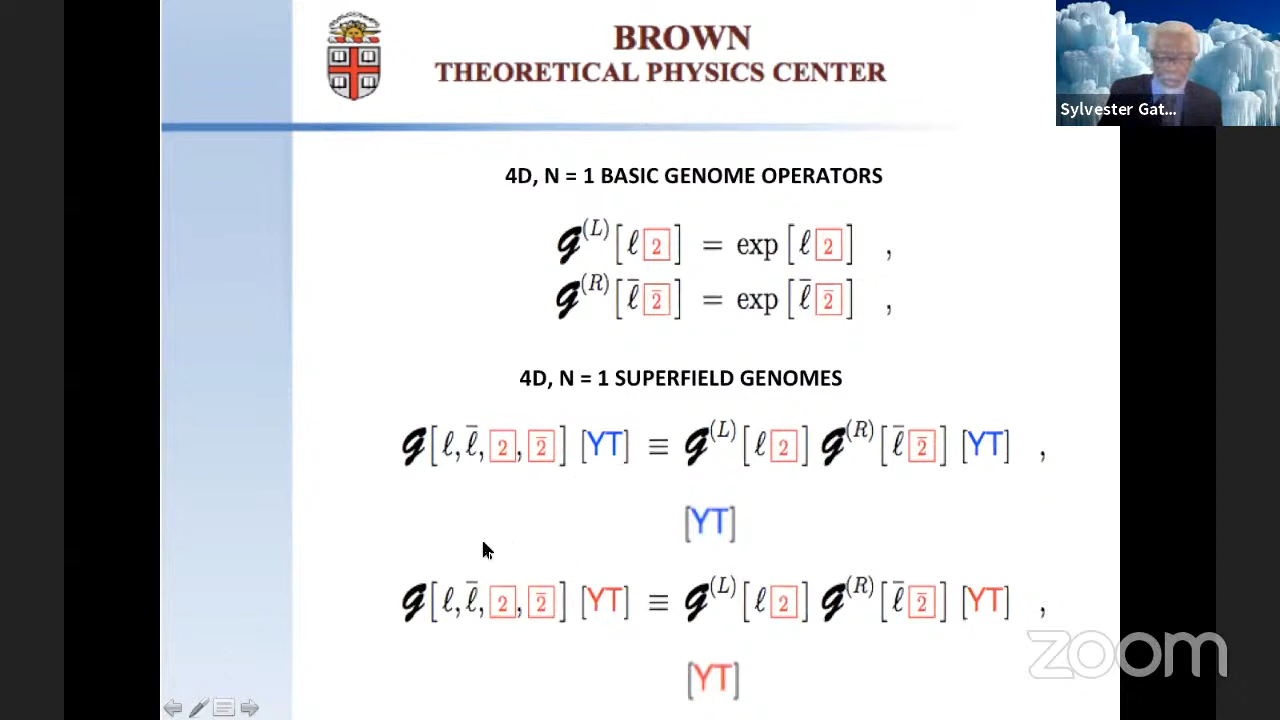 BROWN
THEORETICAL PHYSICS CENTER
Sylvester Gat...
4D, N = 1 BASIC GENOME OPERATORS
𝓖^(L) [ ℓ 2 ] = exp [ ℓ 2 ] ,
𝓖^(R) [ ℓ̄ 2̄ ] = exp [ ℓ̄ 2̄ ] ,
4D, N = 1 SUPERFIELD GENOMES
𝓖 [ ℓ, ℓ̄, 2, 2̄ ] [YT] ≡ 𝓖^(L) [ ℓ 2 ] 𝓖^(R) [ ℓ̄ 2̄ ] [YT] ,
[YT]
𝓖 [ ℓ, ℓ̄, 2, 2̄ ] [YT] ≡ 𝓖^(L) [ ℓ 2 ] 𝓖^(R) [ ℓ̄ 2̄ ] [YT] ,
[YT]
zoom